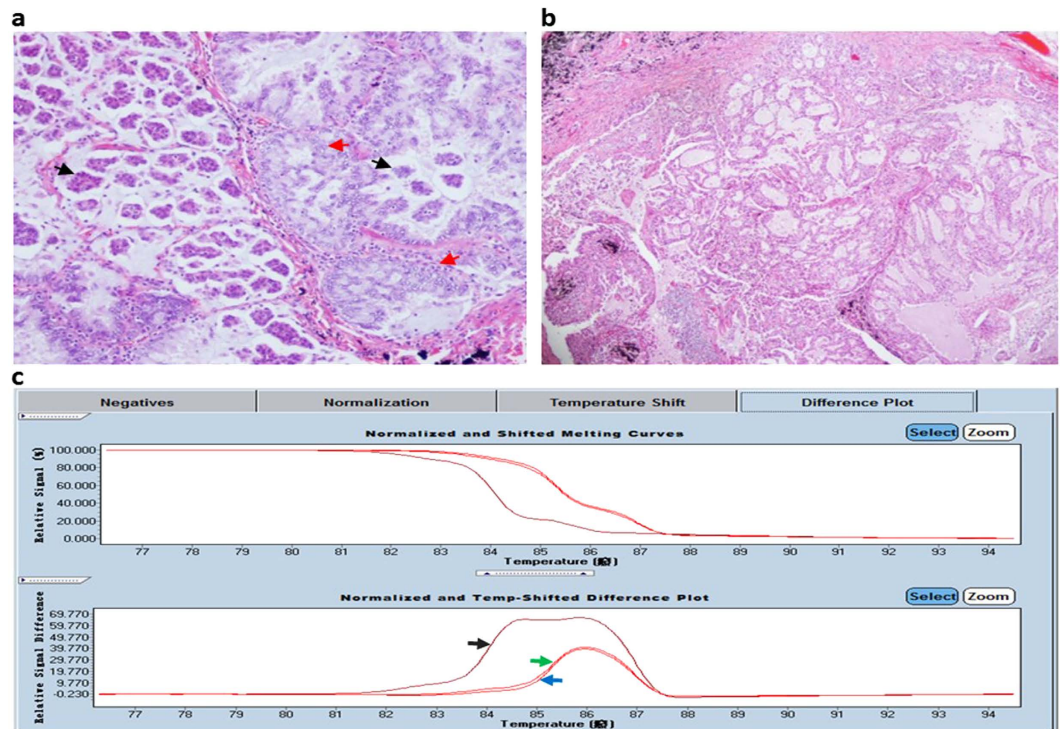 a
b
c
Negatives
Normalization
Temperature Shift
Difference Plot
Normalized and Shifted Melting Curves
Select
Zoom
Relative Signal (%)
100.000
80.000
60.000
40.000
20.000
0.000
77 78 79 80 81 82 83 84 85 86 87 88 89 90 91 92 93 94
Temperature
Normalized and Temp-Shifted Difference Plot
Select
Zoom
Relative Signal Difference
69.770
59.770
49.770
39.770
29.770
19.770
9.770
-0.230
77 78 79 80 81 82 83 84 85 86 87 88 89 90 91 92 93 94
Temperature